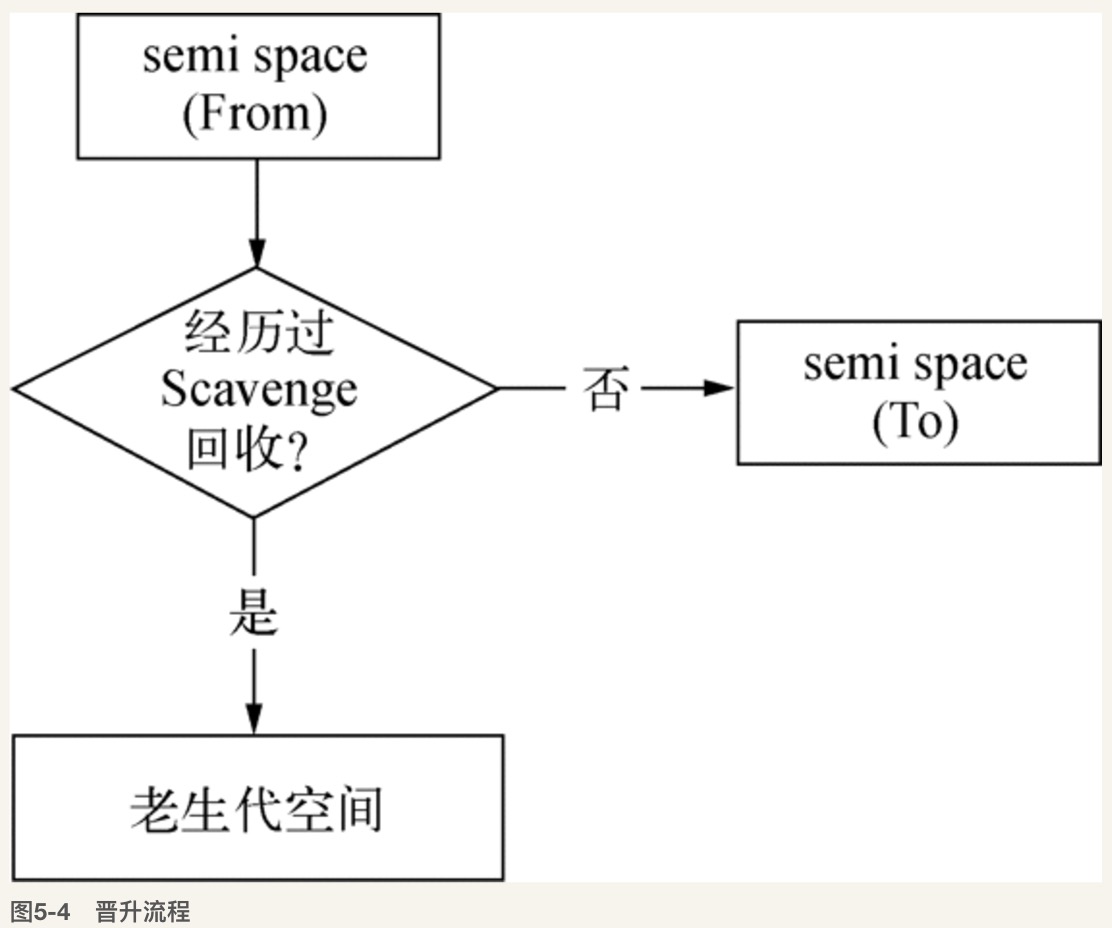 semi space
(From)
经历过
Scavenge
回收?
否
semi space
(To)
是
老生代空间
图5-4 晋升流程